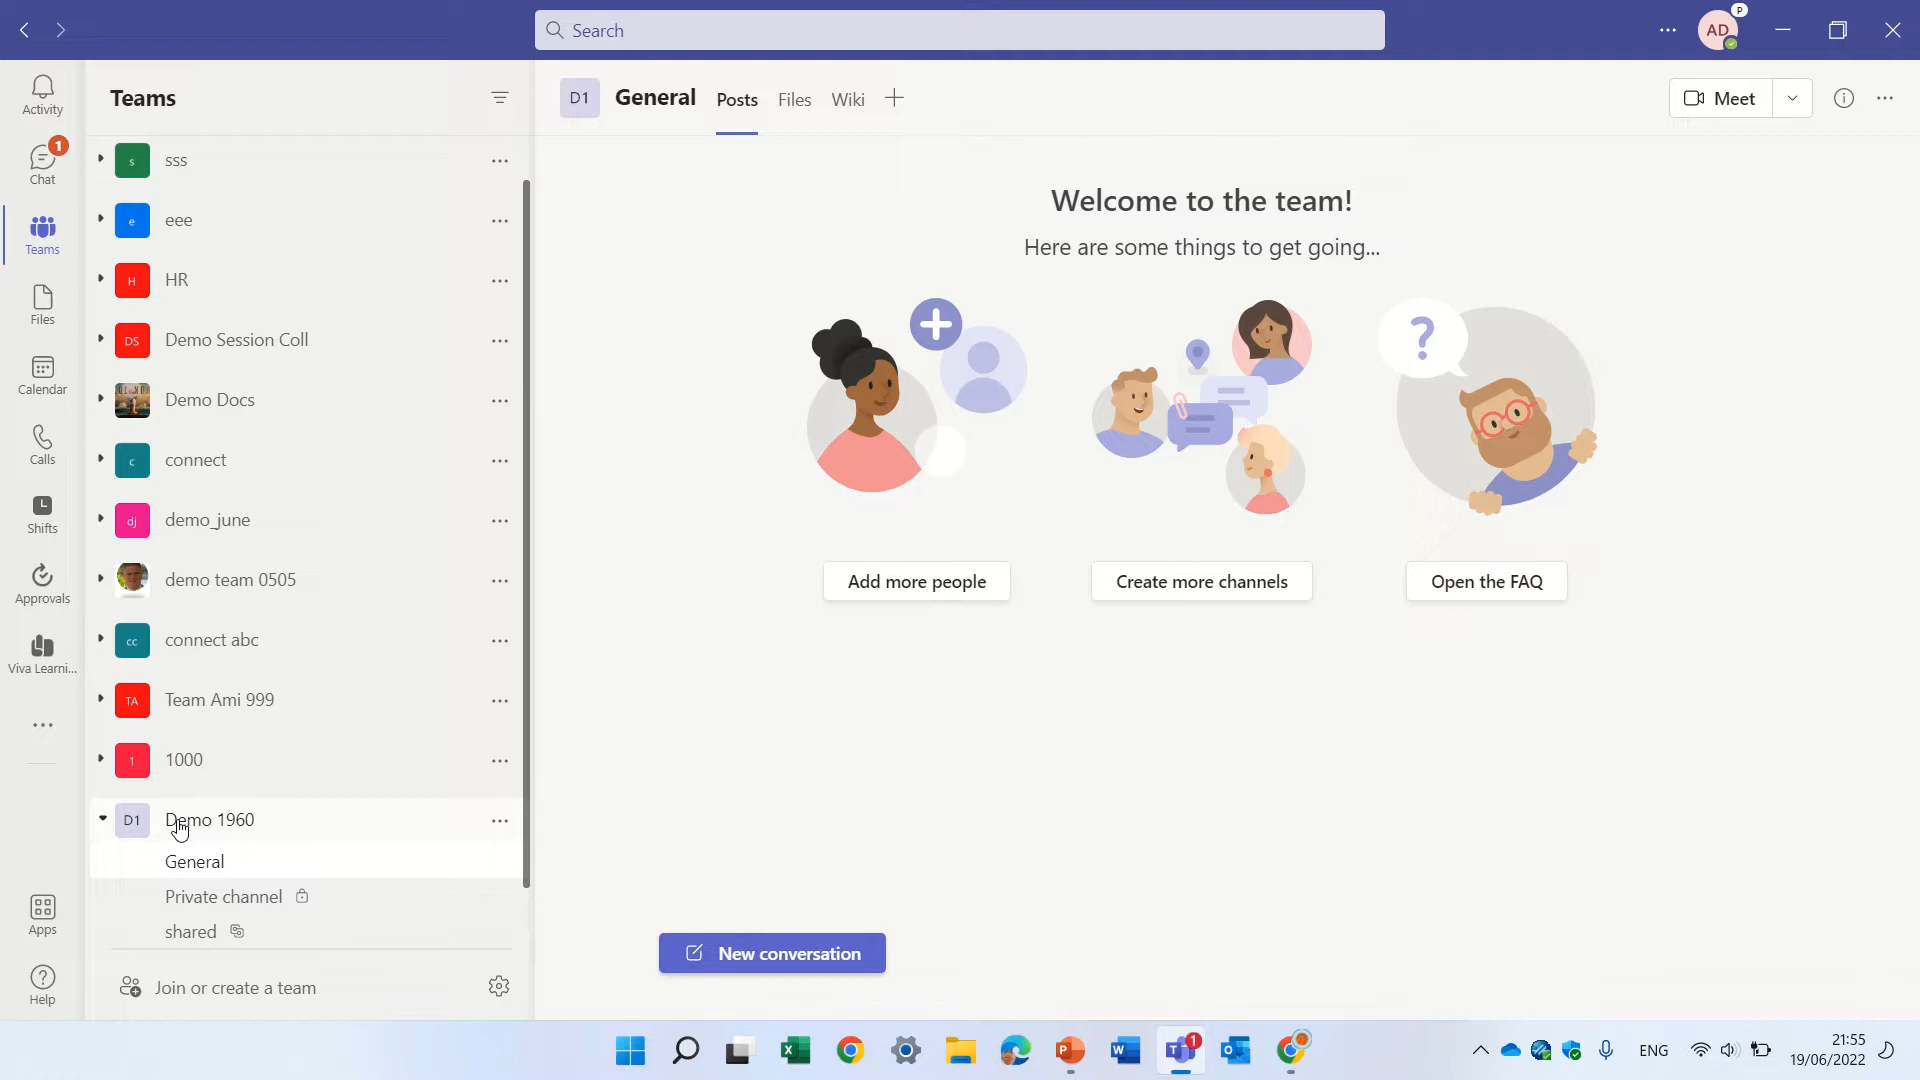 Search
AD
P
Activity
Chat
1
Teams
Files
Calendar
Calls
Shifts
Approvals
Viva Learni...
Apps
Help
Teams
s sss
e eee
H HR
DS Demo Session Coll
Demo Docs
c connect
dj demo_june
demo team 0505
cc connect abc
TA Team Ami 999
1 1000
D1 Demo 1960
General
Private channel
shared
Join or create a team
D1 General Posts Files Wiki
Meet
Welcome to the team!
Here are some things to get going...
?
Add more people
Create more channels
Open the FAQ
New conversation
ENG
21:55
19/06/2022
1